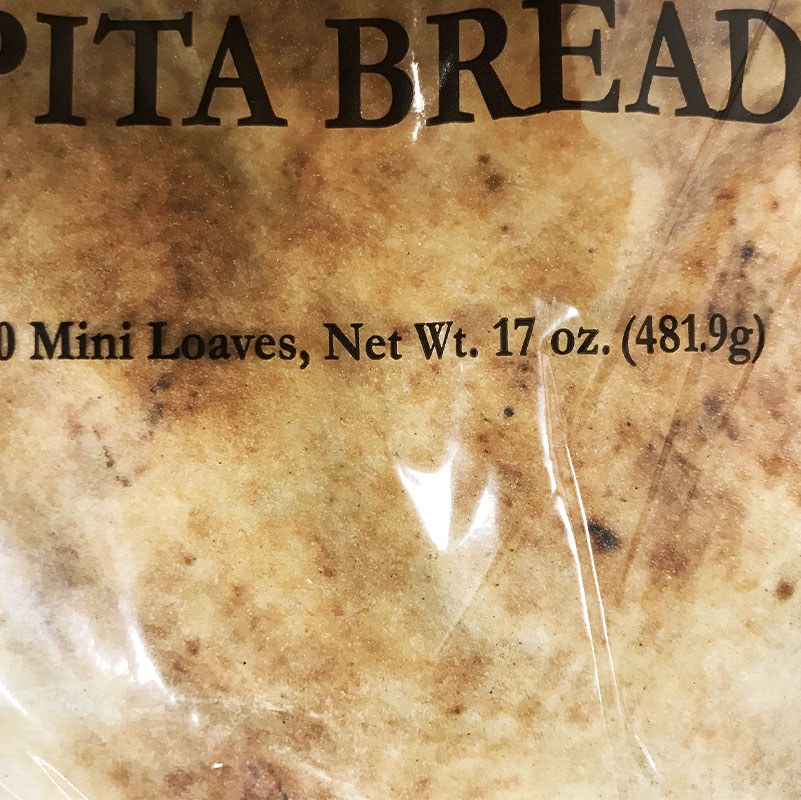 PITA BREAD
0 Mini Loaves, Net Wt. 17 oz. (481.9g)